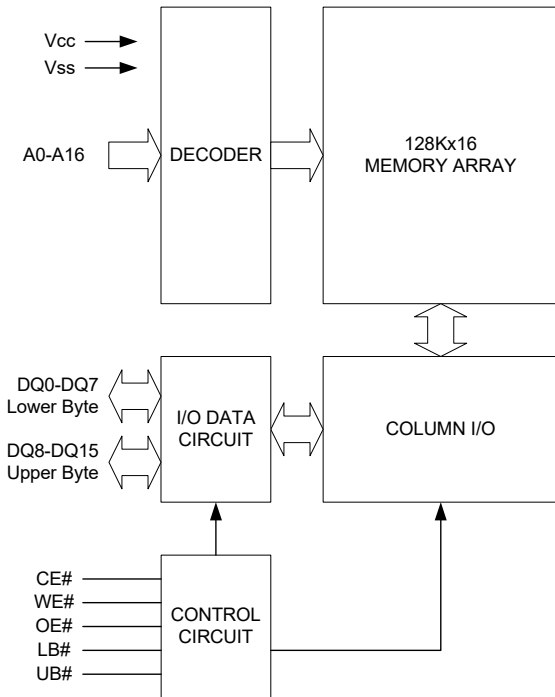 Vcc
Vss
A0-A16
DECODER
128Kx16
MEMORY ARRAY
DQ0-DQ7
Lower Byte
DQ8-DQ15
Upper Byte
I/O DATA
CIRCUIT
COLUMN I/O
CE#
WE#
OE#
LB#
UB#
CONTROL
CIRCUIT